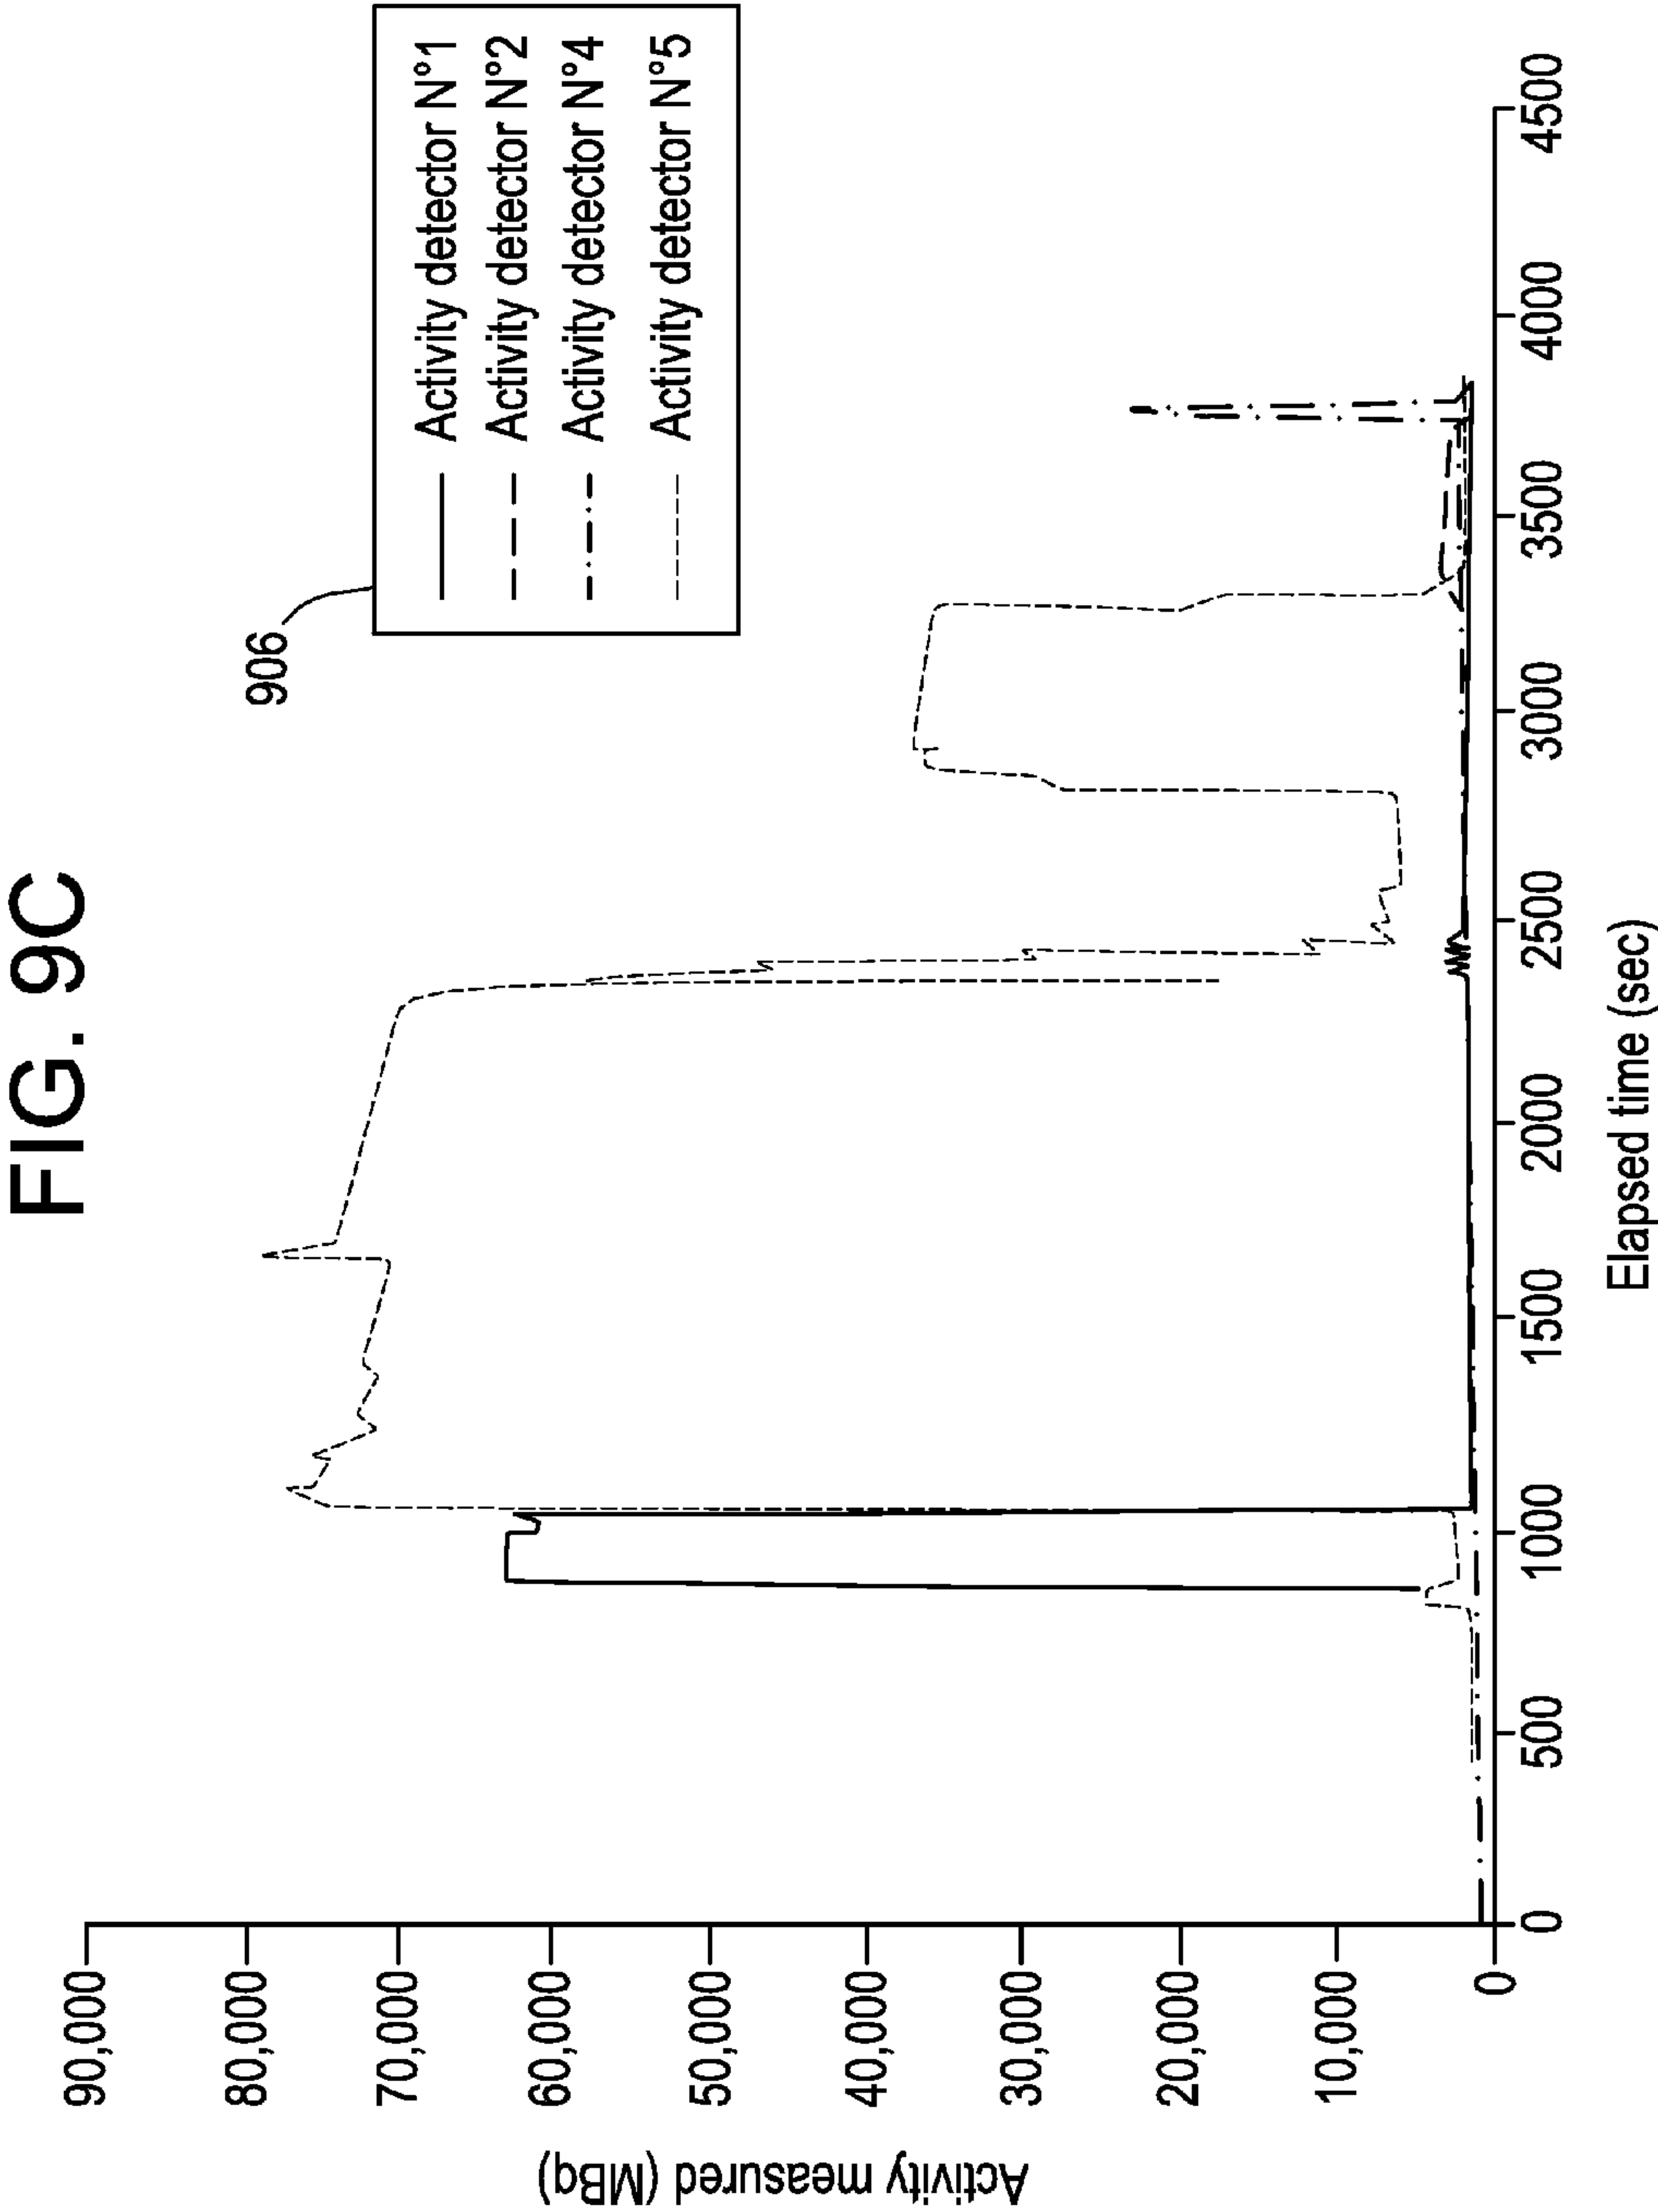 FIG. 9C
906
Activity detector N°1
Activity detector N°2
Activity detector N°4
Activity detector N°5
Activity measured (MBq)
90,000
80,000
70,000
60,000
50,000
40,000
30,000
20,000
10,000
0
0 500 1000 1500 2000 2500 3000 3500 4000 4500
Elapsed time (sec)